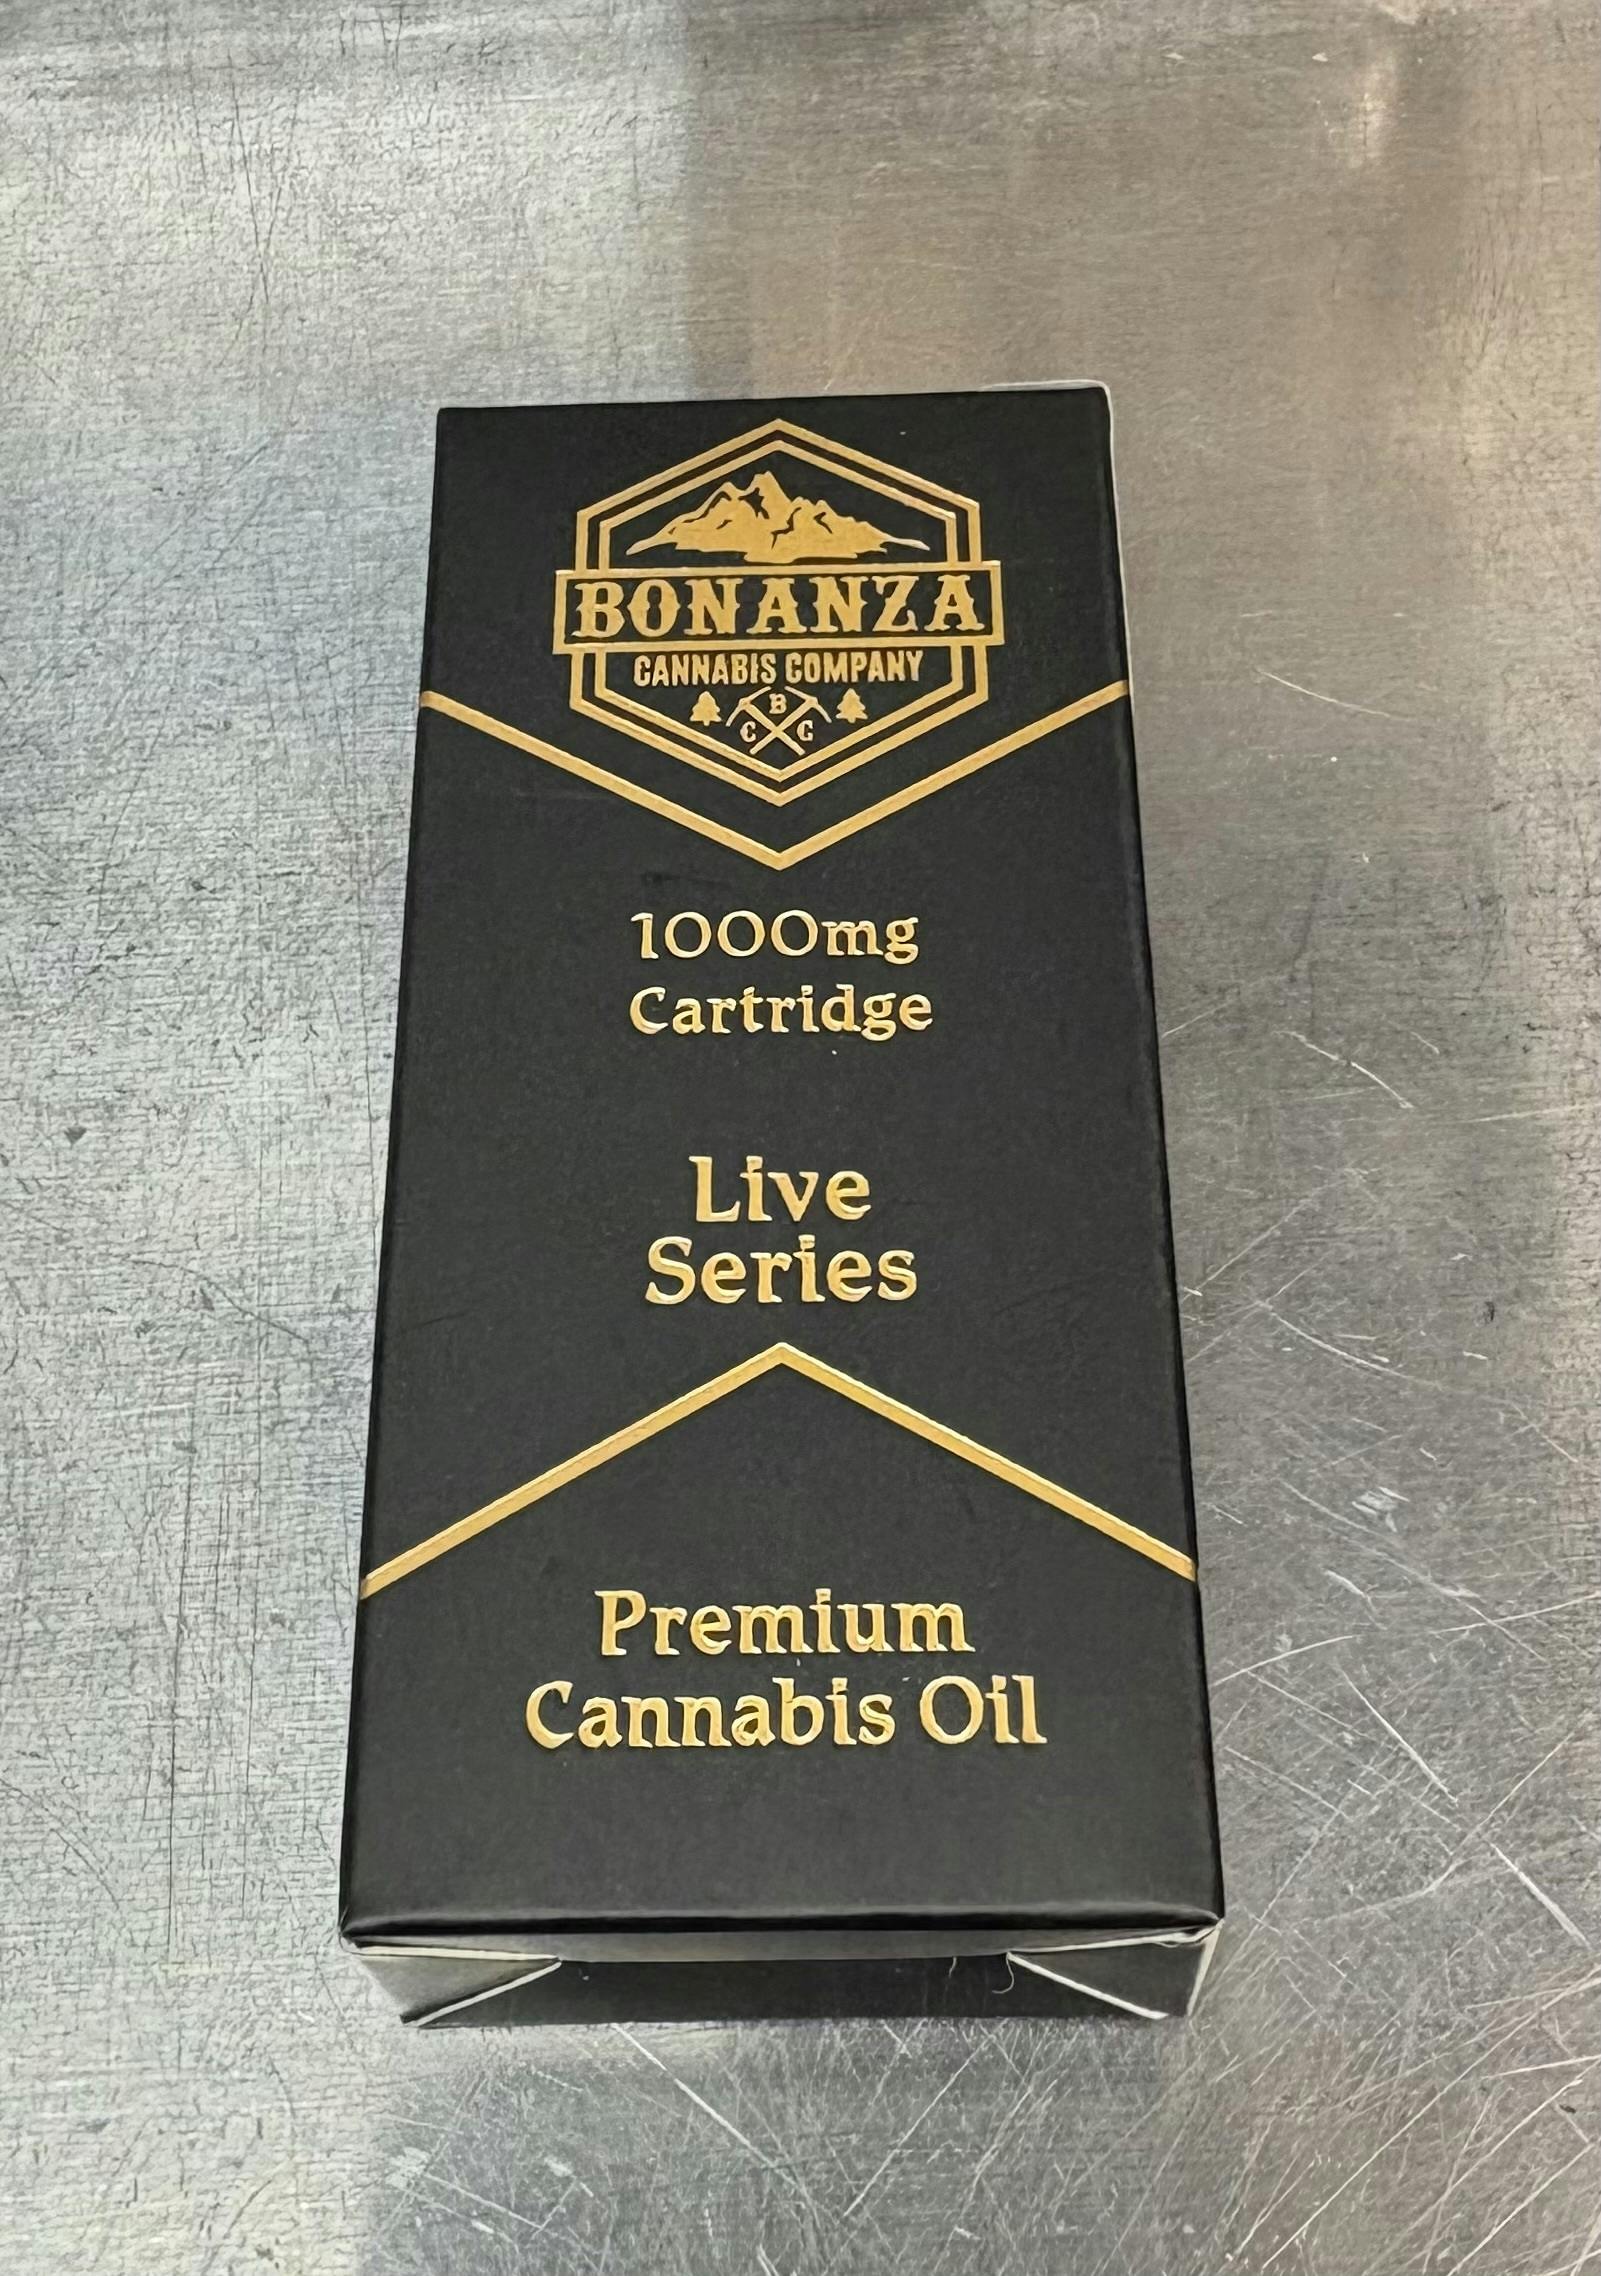 BONANZA
CANNABIS COMPANY
B
C C
1000mg
Cartridge
Live
Series
Premium
Cannabis Oil